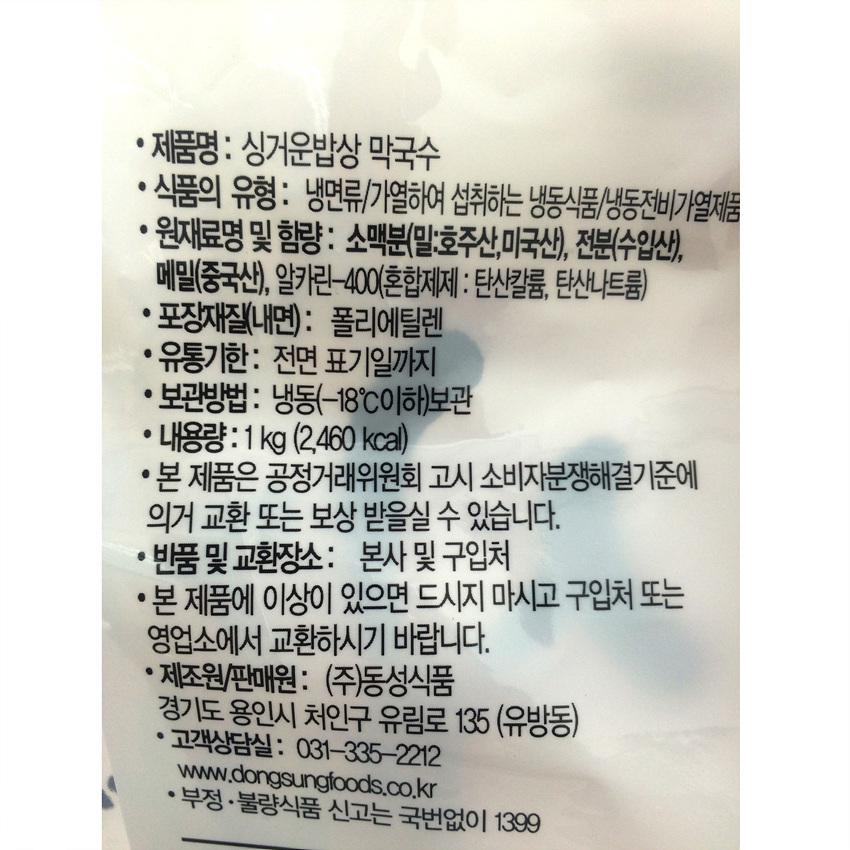 • 제품명 : 싱거운밥상 막국수
• 식품의 유형 : 냉면류/가열하여 섭취하는 냉동식품/냉동전비가열제품
• 원재료명 및 함량 : 소맥분(밀:호주산,미국산), 전분(수입산),
메밀(중국산), 알카린-400(혼합제제 : 탄산칼륨, 탄산나트륨)
• 포장재질(내면) : 폴리에틸렌
• 유통기한 : 전면 표기일까지
• 보관방법 : 냉동(-18℃이하)보관
• 내용량 : 1 kg (2,460 kcal)
• 본 제품은 공정거래위원회 고시 소비자분쟁해결기준에
의거 교환 또는 보상 받을실 수 있습니다.
• 반품 및 교환장소 : 본사 및 구입처
• 본 제품에 이상이 있으면 드시지 마시고 구입처 또는
영업소에서 교환하시기 바랍니다.
• 제조원/판매원 : (주)동성식품
경기도 용인시 처인구 유림로 135 (유방동)
• 고객상담실 : 031-335-2212
www.dongsungfoods.co.kr
• 부정·불량식품 신고는 국번없이 1399